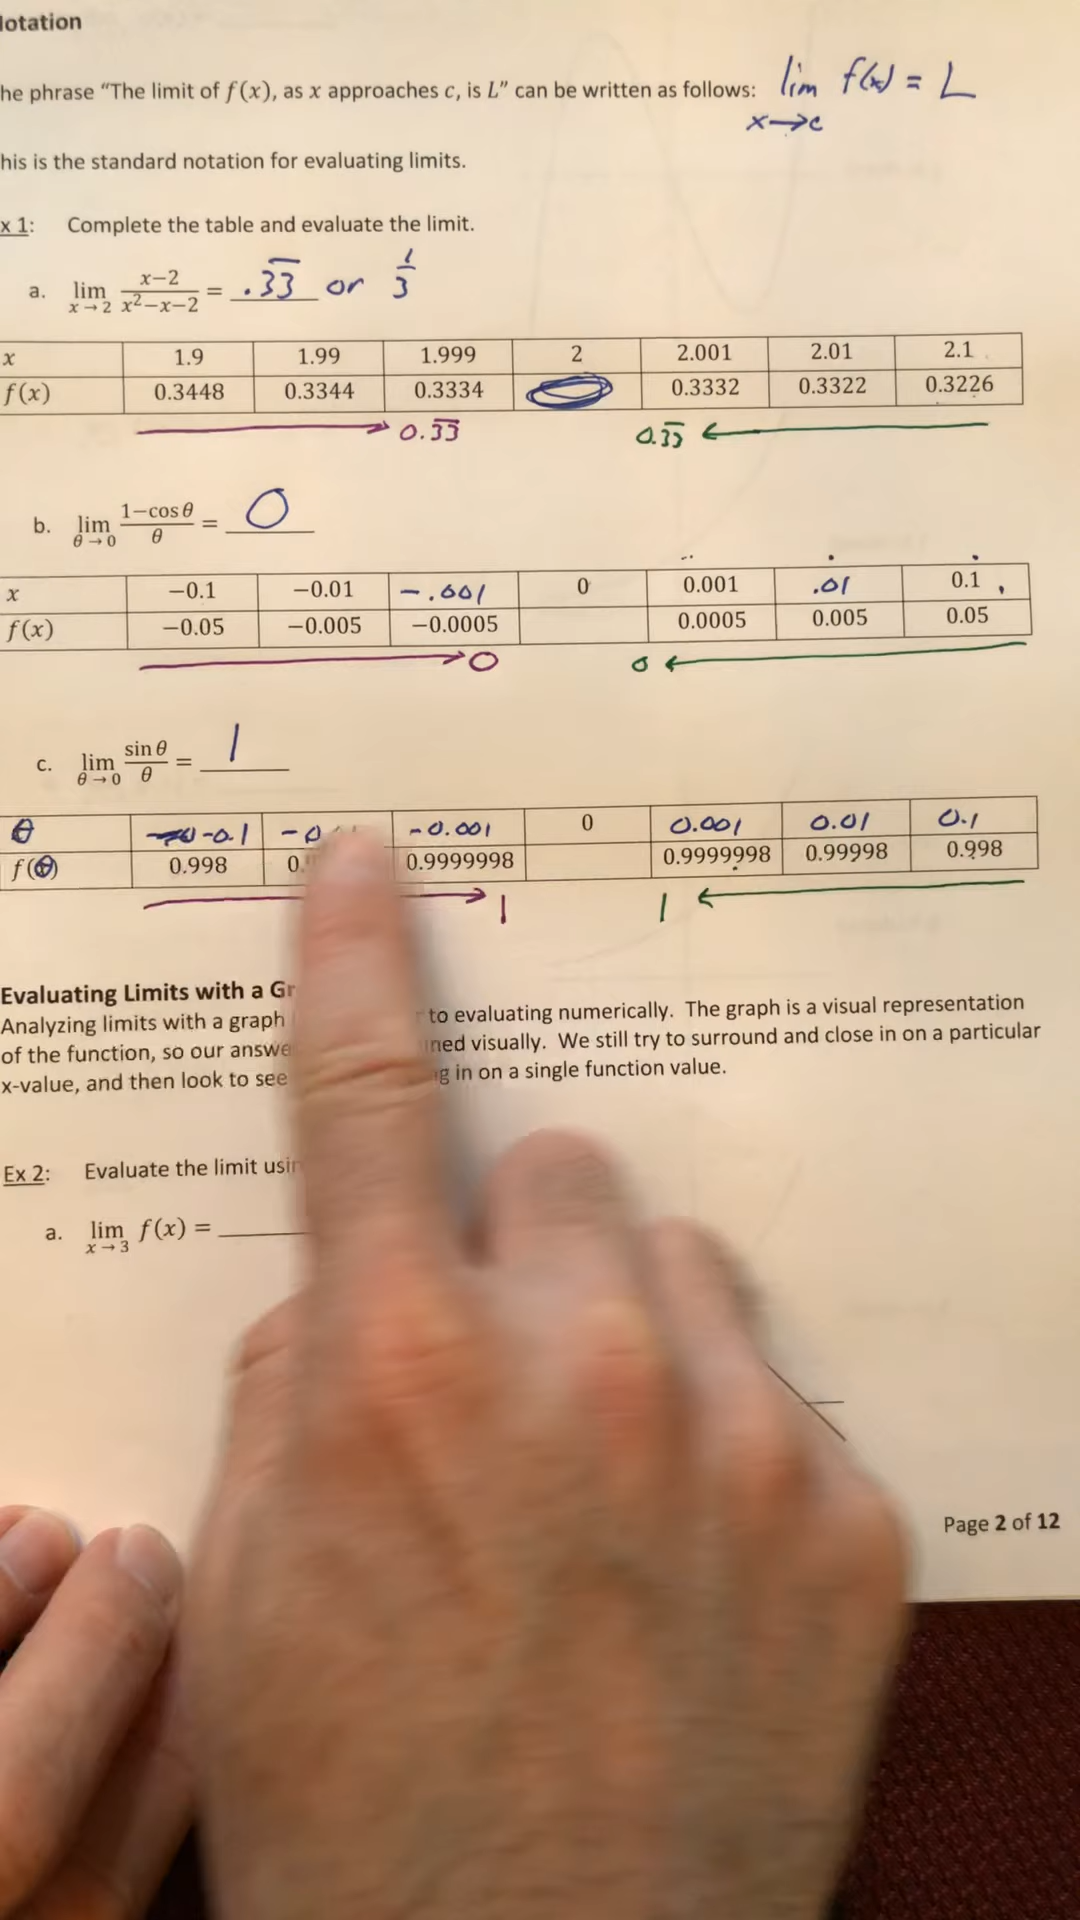 otation
he phrase “The limit of f(x), as x approaches c, is L” can be written as follows: lim f(x) = L
x→c
his is the standard notation for evaluating limits.
x 1: Complete the table and evaluate the limit.
a. lim x→2 x−2 / x²−x−2 = .3̅3̅ or 1/3
x 1.9 1.99 1.999 2 2.001 2.01 2.1
f(x) 0.3448 0.3344 0.3334 0.3332 0.3322 0.3226
0.3̅3̅ 0.3̅3̅
b. lim θ→0 1−cos θ / θ = 0
x −0.1 −0.01 −.001 0 0.001 .01 0.1
f(x) −0.05 −0.005 −0.0005 0.0005 0.005 0.05
0 0
c. lim θ→0 sin θ / θ = 1
θ -0.1 -0.001 0 0.001 0.01 0.1
f(θ) 0.998 0.9999998 0.9999998 0.99998 0.998
1 1
Evaluating Limits with a Gr
Analyzing limits with a graph to evaluating numerically. The graph is a visual representation
of the function, so our answe ned visually. We still try to surround and close in on a particular
x-value, and then look to see g in on a single function value.
Ex 2: Evaluate the limit usin
a. lim x→3 f(x) =
Page 2 of 12